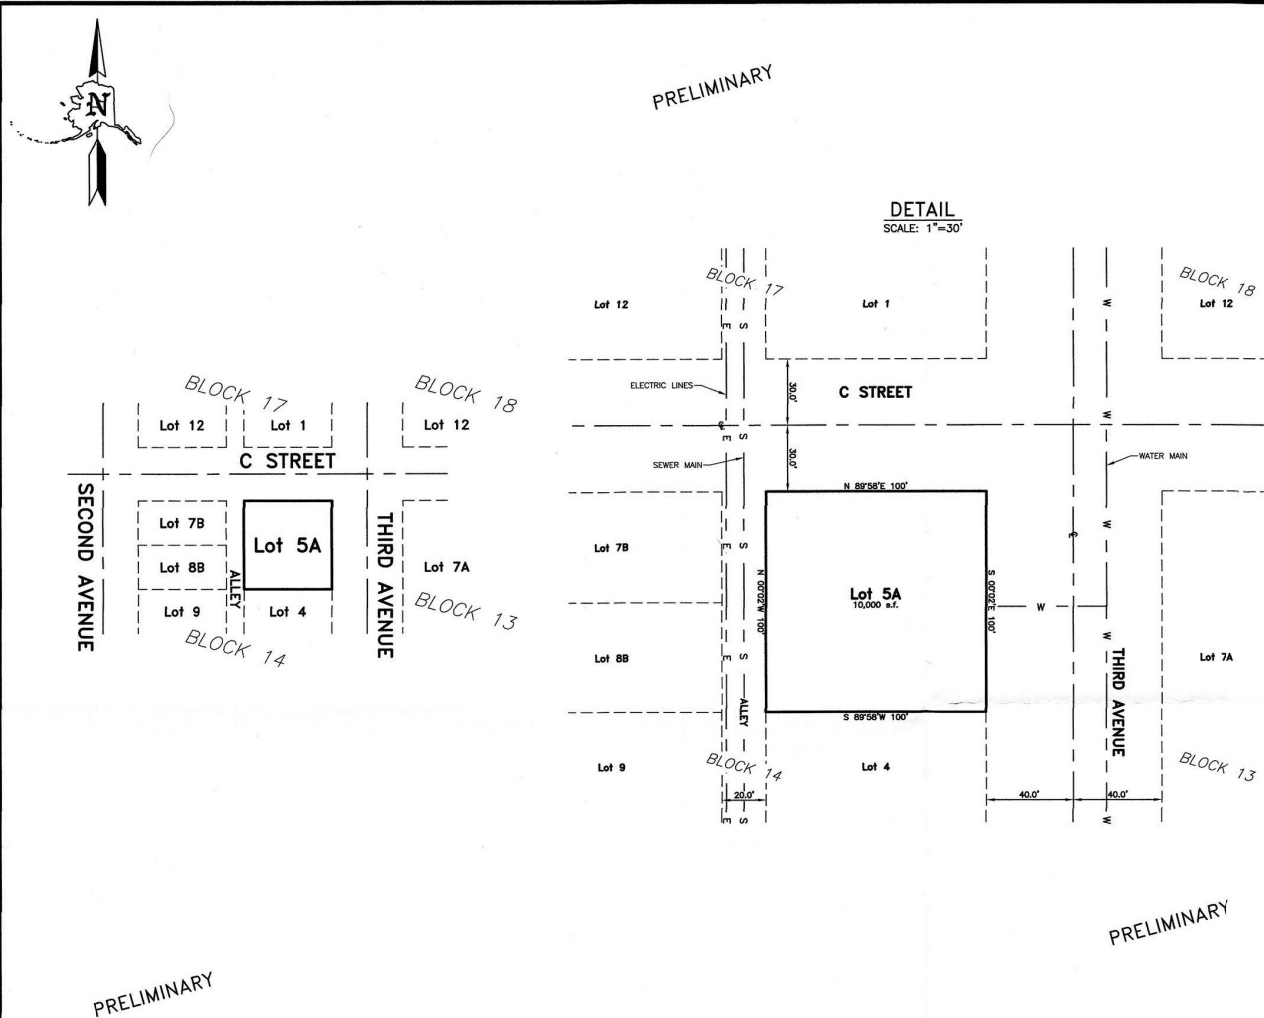 N
PRELIMINARY
DETAIL
SCALE: 1"=30'
BLOCK 17
BLOCK 18
Lot 12
Lot 1
Lot 12
W
E
S
ELECTRIC LINES
30.0'
C STREET
W
℄
E
S
SEWER MAIN
30.0'
WATER MAIN
N 89°58'E 100'
W
℄
Lot 7B
E
S
N 00°02'W 100'
Lot 5A
10,000 s.f.
S 00°02'E 100'
W
W
Lot 8B
E
S
THIRD AVENUE
Lot 7A
ALLEY
S 89°58'W 100'
Lot 9
BLOCK 14
Lot 4
BLOCK 13
20.0'
40.0'
40.0'
E
S
W
BLOCK 17
BLOCK 18
Lot 12
Lot 1
Lot 12
C STREET
SECOND AVENUE
Lot 7B
Lot 5A
THIRD AVENUE
Lot 8B
ALLEY
Lot 7A
Lot 9
Lot 4
BLOCK 13
BLOCK 14
PRELIMINARY
PRELIMINARY